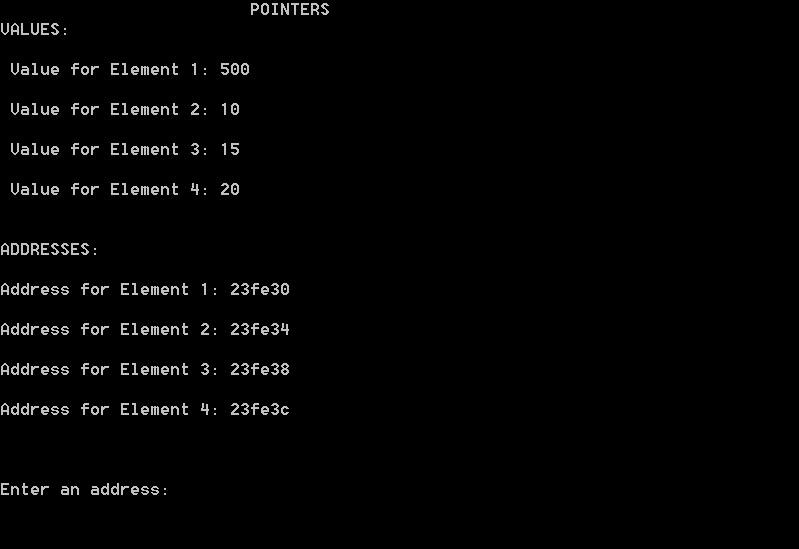 POINTERS
VALUES:
Value for Element 1: 500
Value for Element 2: 10
Value for Element 3: 15
Value for Element 4: 20
ADDRESSES:
Address for Element 1: 23fe30
Address for Element 2: 23fe34
Address for Element 3: 23fe38
Address for Element 4: 23fe3c
Enter an address: